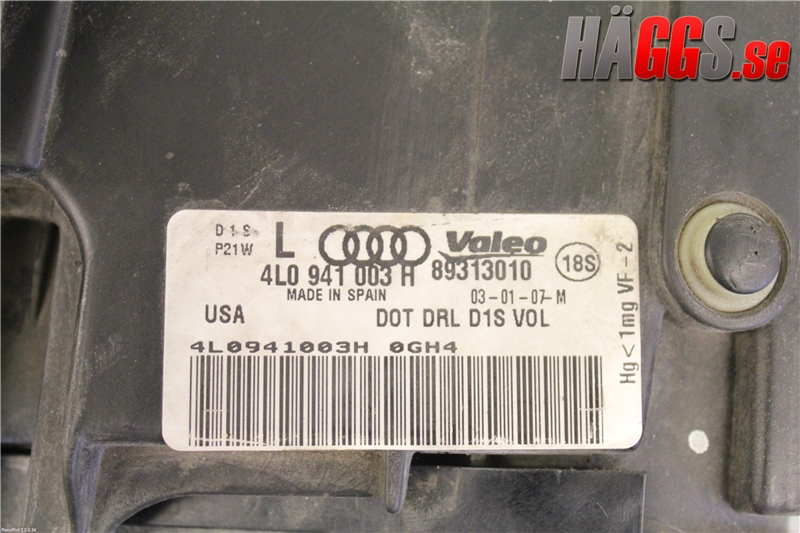 HÄGGS.se
D1S L Valeo
P21W
4L0 941 003 H 89313010 18S
MADE IN SPAIN 03-01-07-M
USA DOT DRL D1S VOL
4L0941003H 0GH4
Hg<1mg VF-2